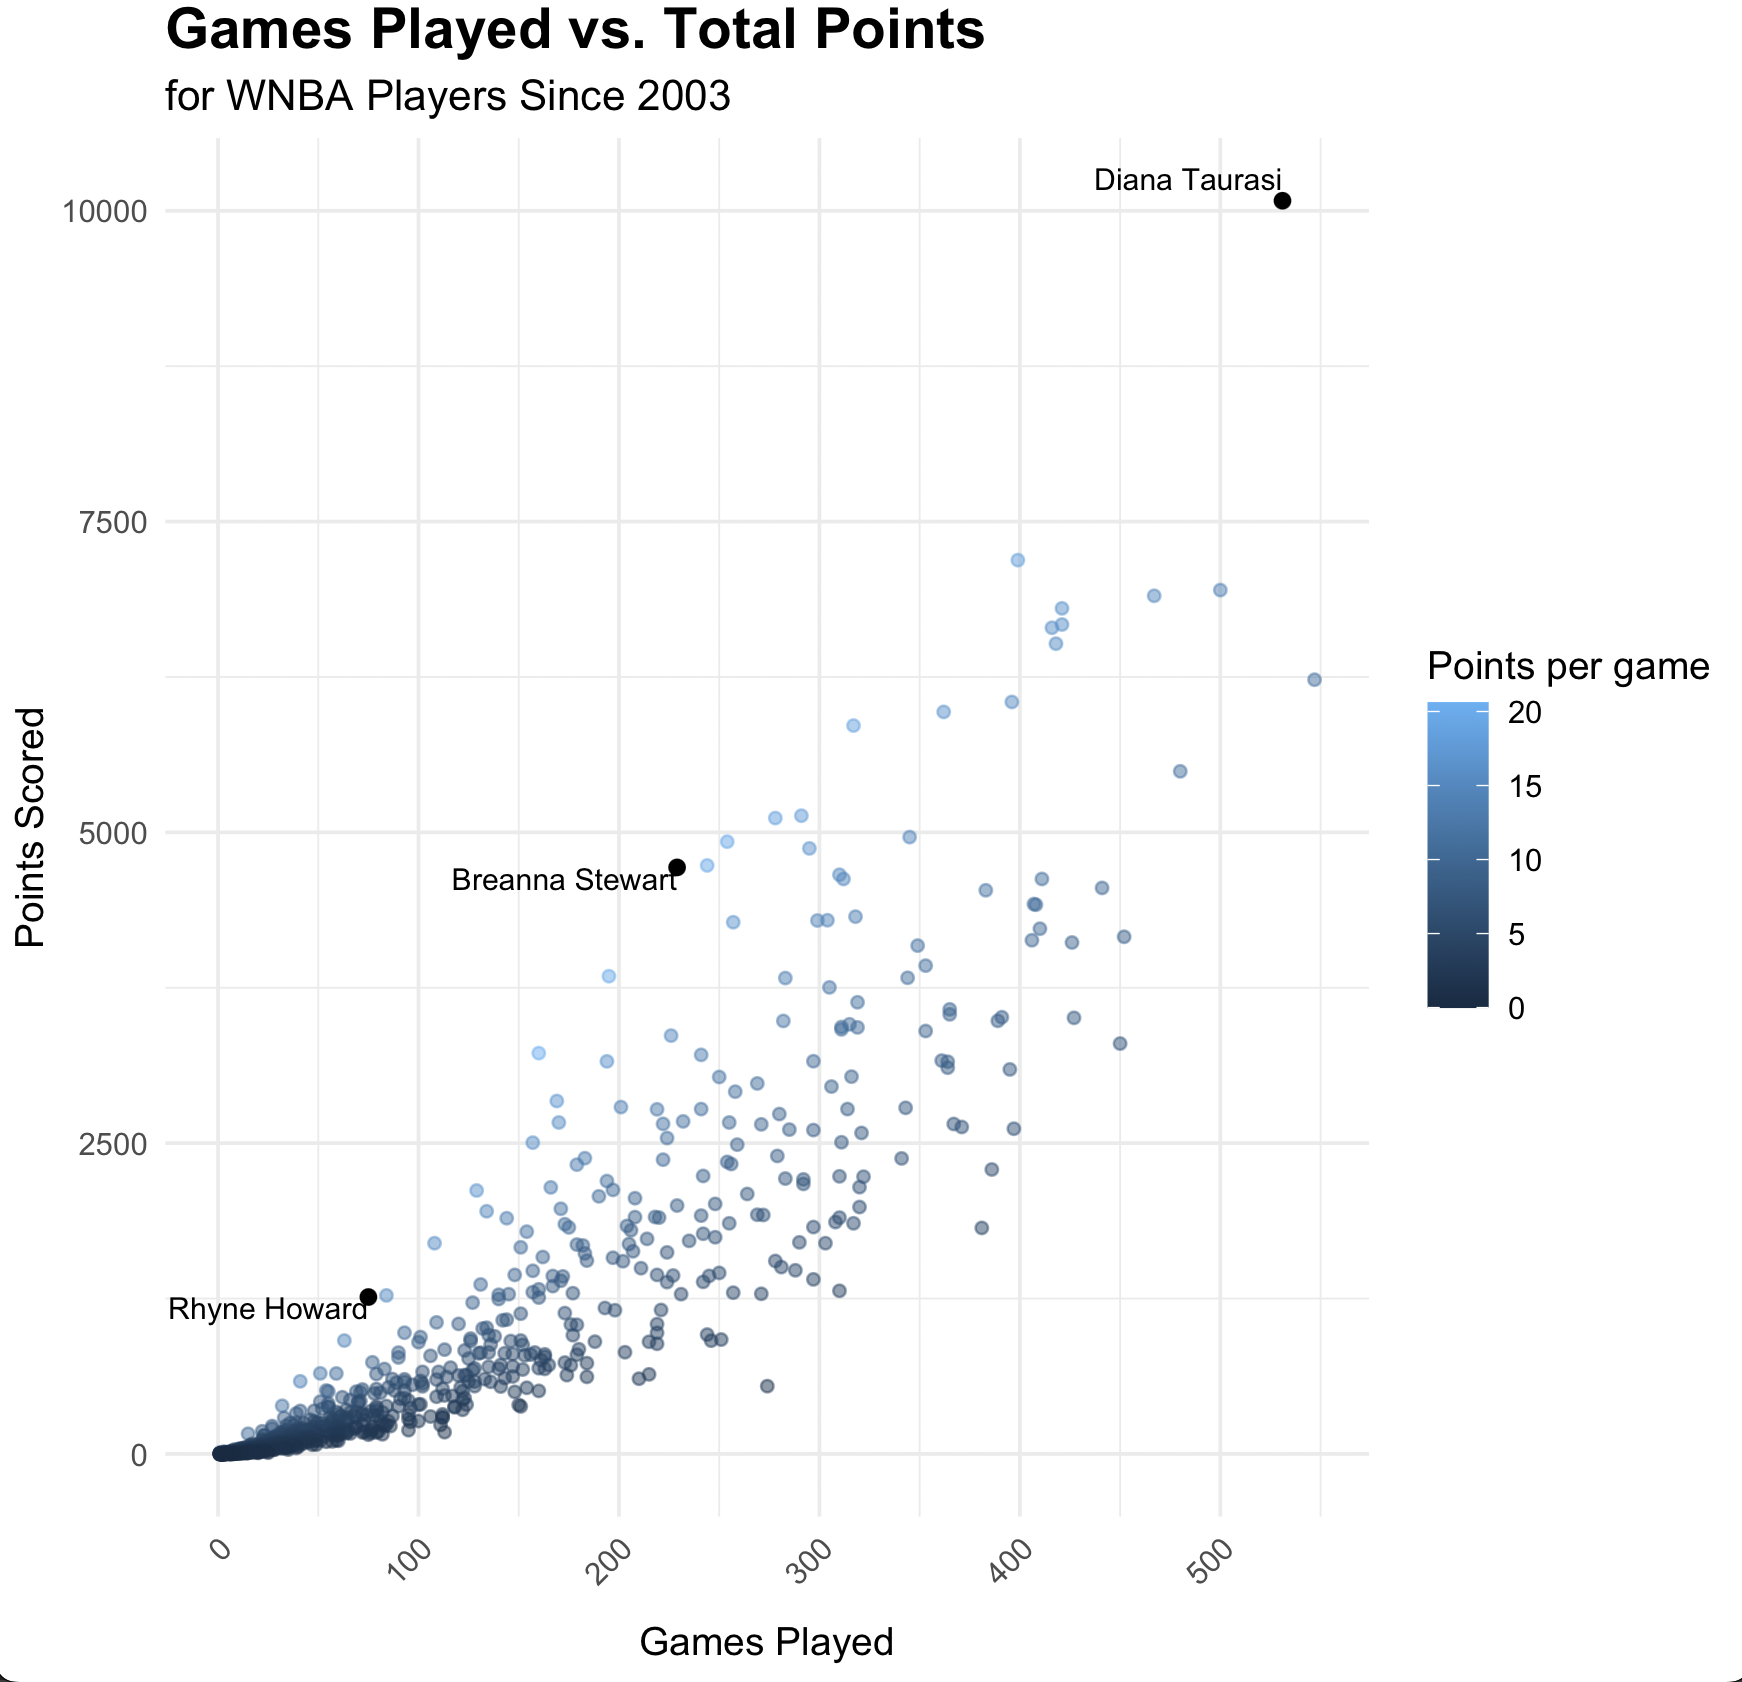 Games Played vs. Total Points
for WNBA Players Since 2003
Diana Taurasi
10000
7500
Points per game
20
15
10
5
0
Points Scored
5000
Breanna Stewart
2500
Rhyne Howard
0
0
100
200
300
400
500
Games Played